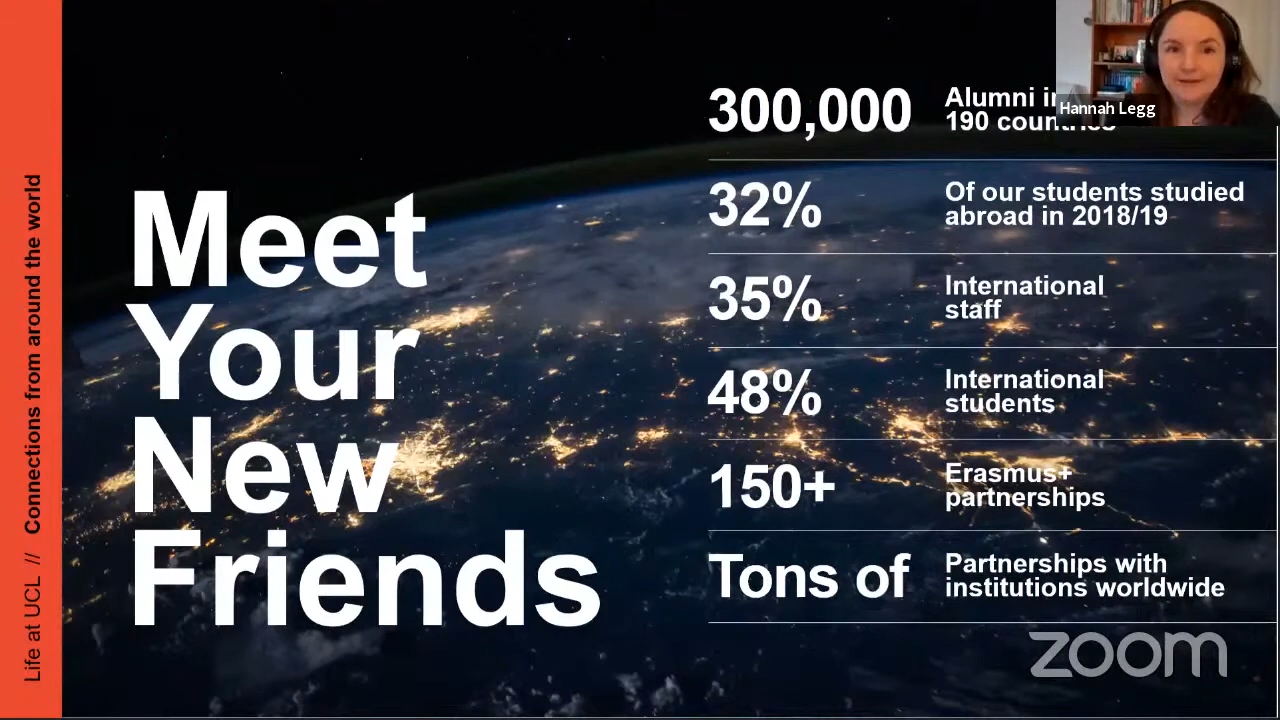 Life at UCL // Connections from around the world
Meet
Your
New
Friends
300,000
Alumni in
190 countries
32%
Of our students studied
abroad in 2018/19
35%
International
staff
48%
International
students
150+
Erasmus+
partnerships
Tons of
Partnerships with
institutions worldwide
Hannah Legg
zoom